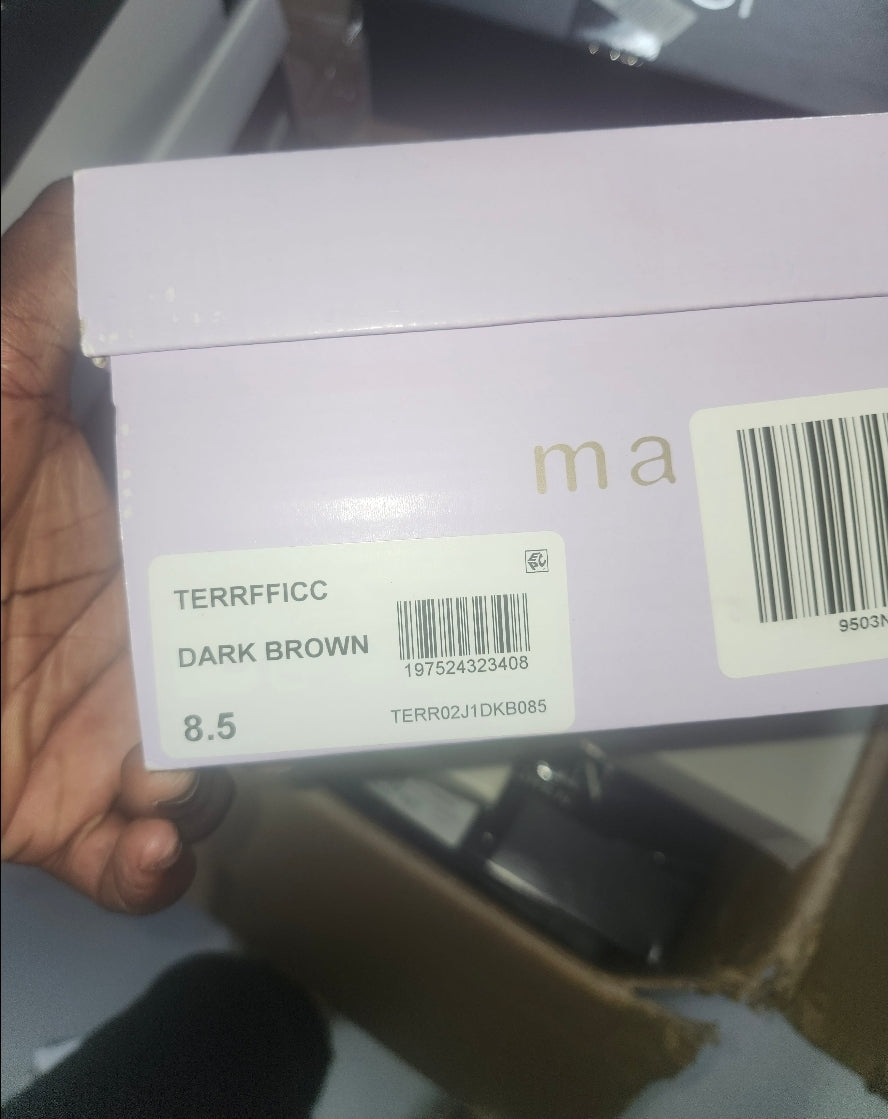 ma
TERRFFICC
DARK BROWN
197524323408
8.5
TERR02J1DKB085
9503N